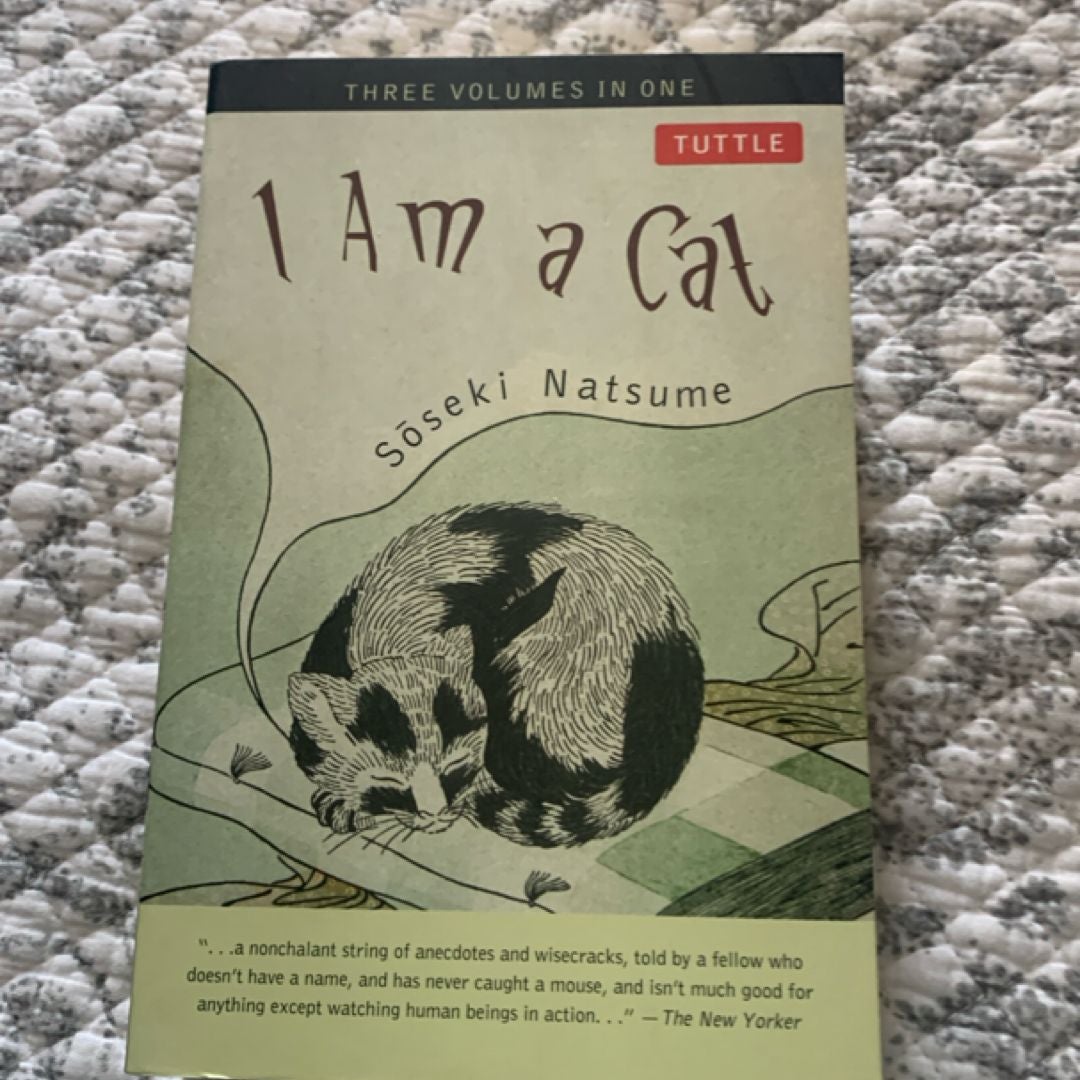 THREE VOLUMES IN ONE
TUTTLE
I Am a Cat
Sōseki Natsume
“. . .a nonchalant string of anecdotes and wisecracks, told by a fellow who
doesn’t have a name, and has never caught a mouse, and isn’t much good for
anything except watching human beings in action. . .” — The New Yorker